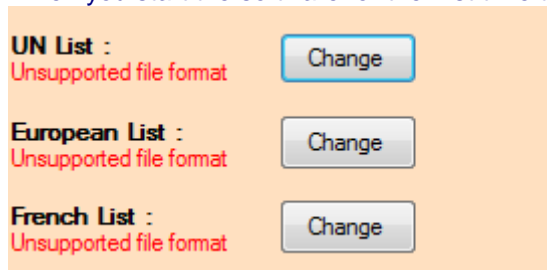 UN List :
Unsupported file format
Change
European List :
Unsupported file format
Change
French List :
Unsupported file format
Change